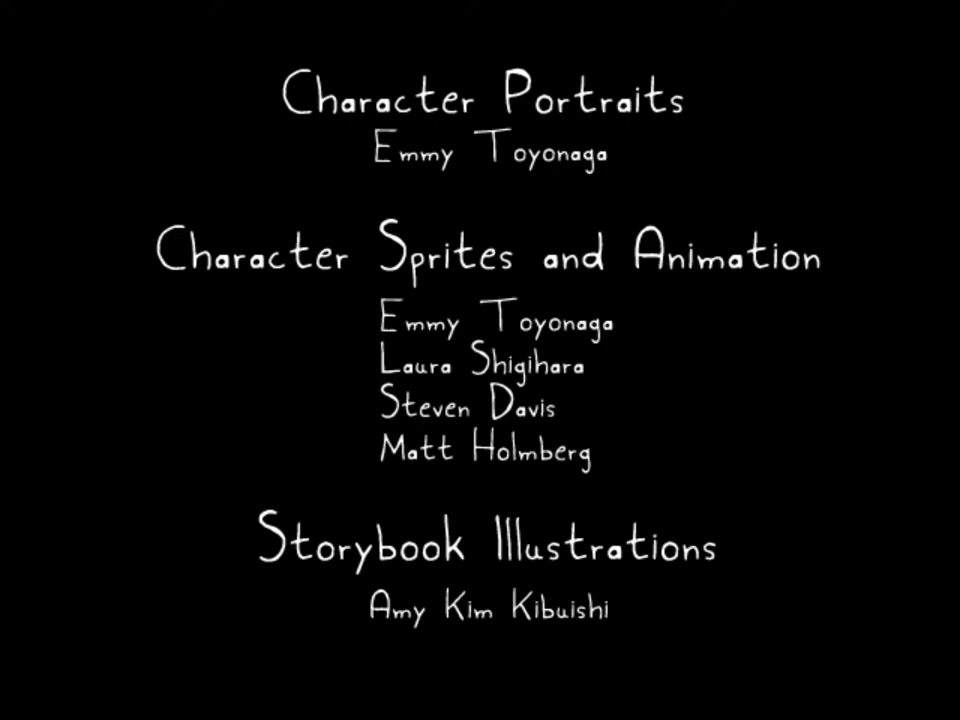 Character Portraits
Emmy Toyonaga
Character Sprites and Animation
Emmy Toyonaga
Laura Shigihara
Steven Davis
Matt Holmberg
Storybook Illustrations
Amy Kim Kibuishi